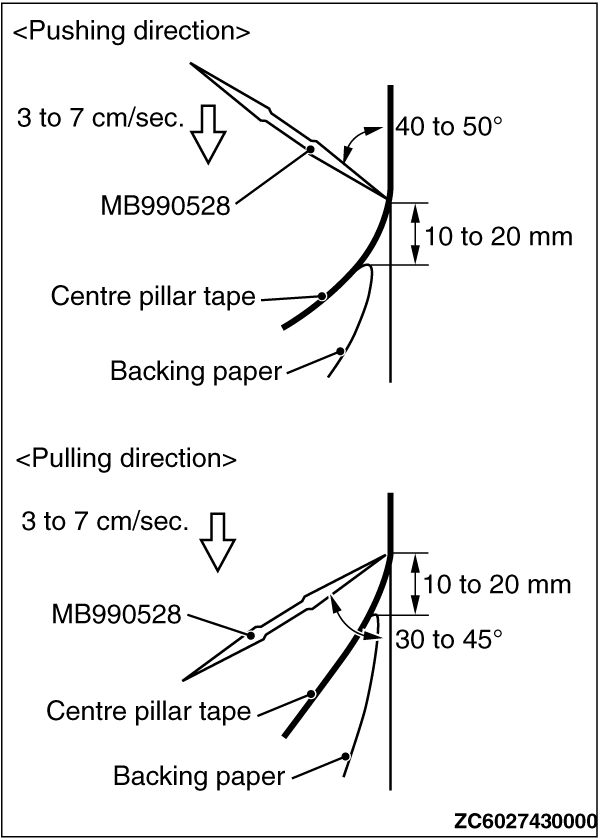 <Pushing direction>
3 to 7 cm/sec.
40 to 50°
MB990528
10 to 20 mm
Centre pillar tape
Backing paper
<Pulling direction>
3 to 7 cm/sec.
10 to 20 mm
MB990528
30 to 45°
Centre pillar tape
Backing paper
ZC6027430000